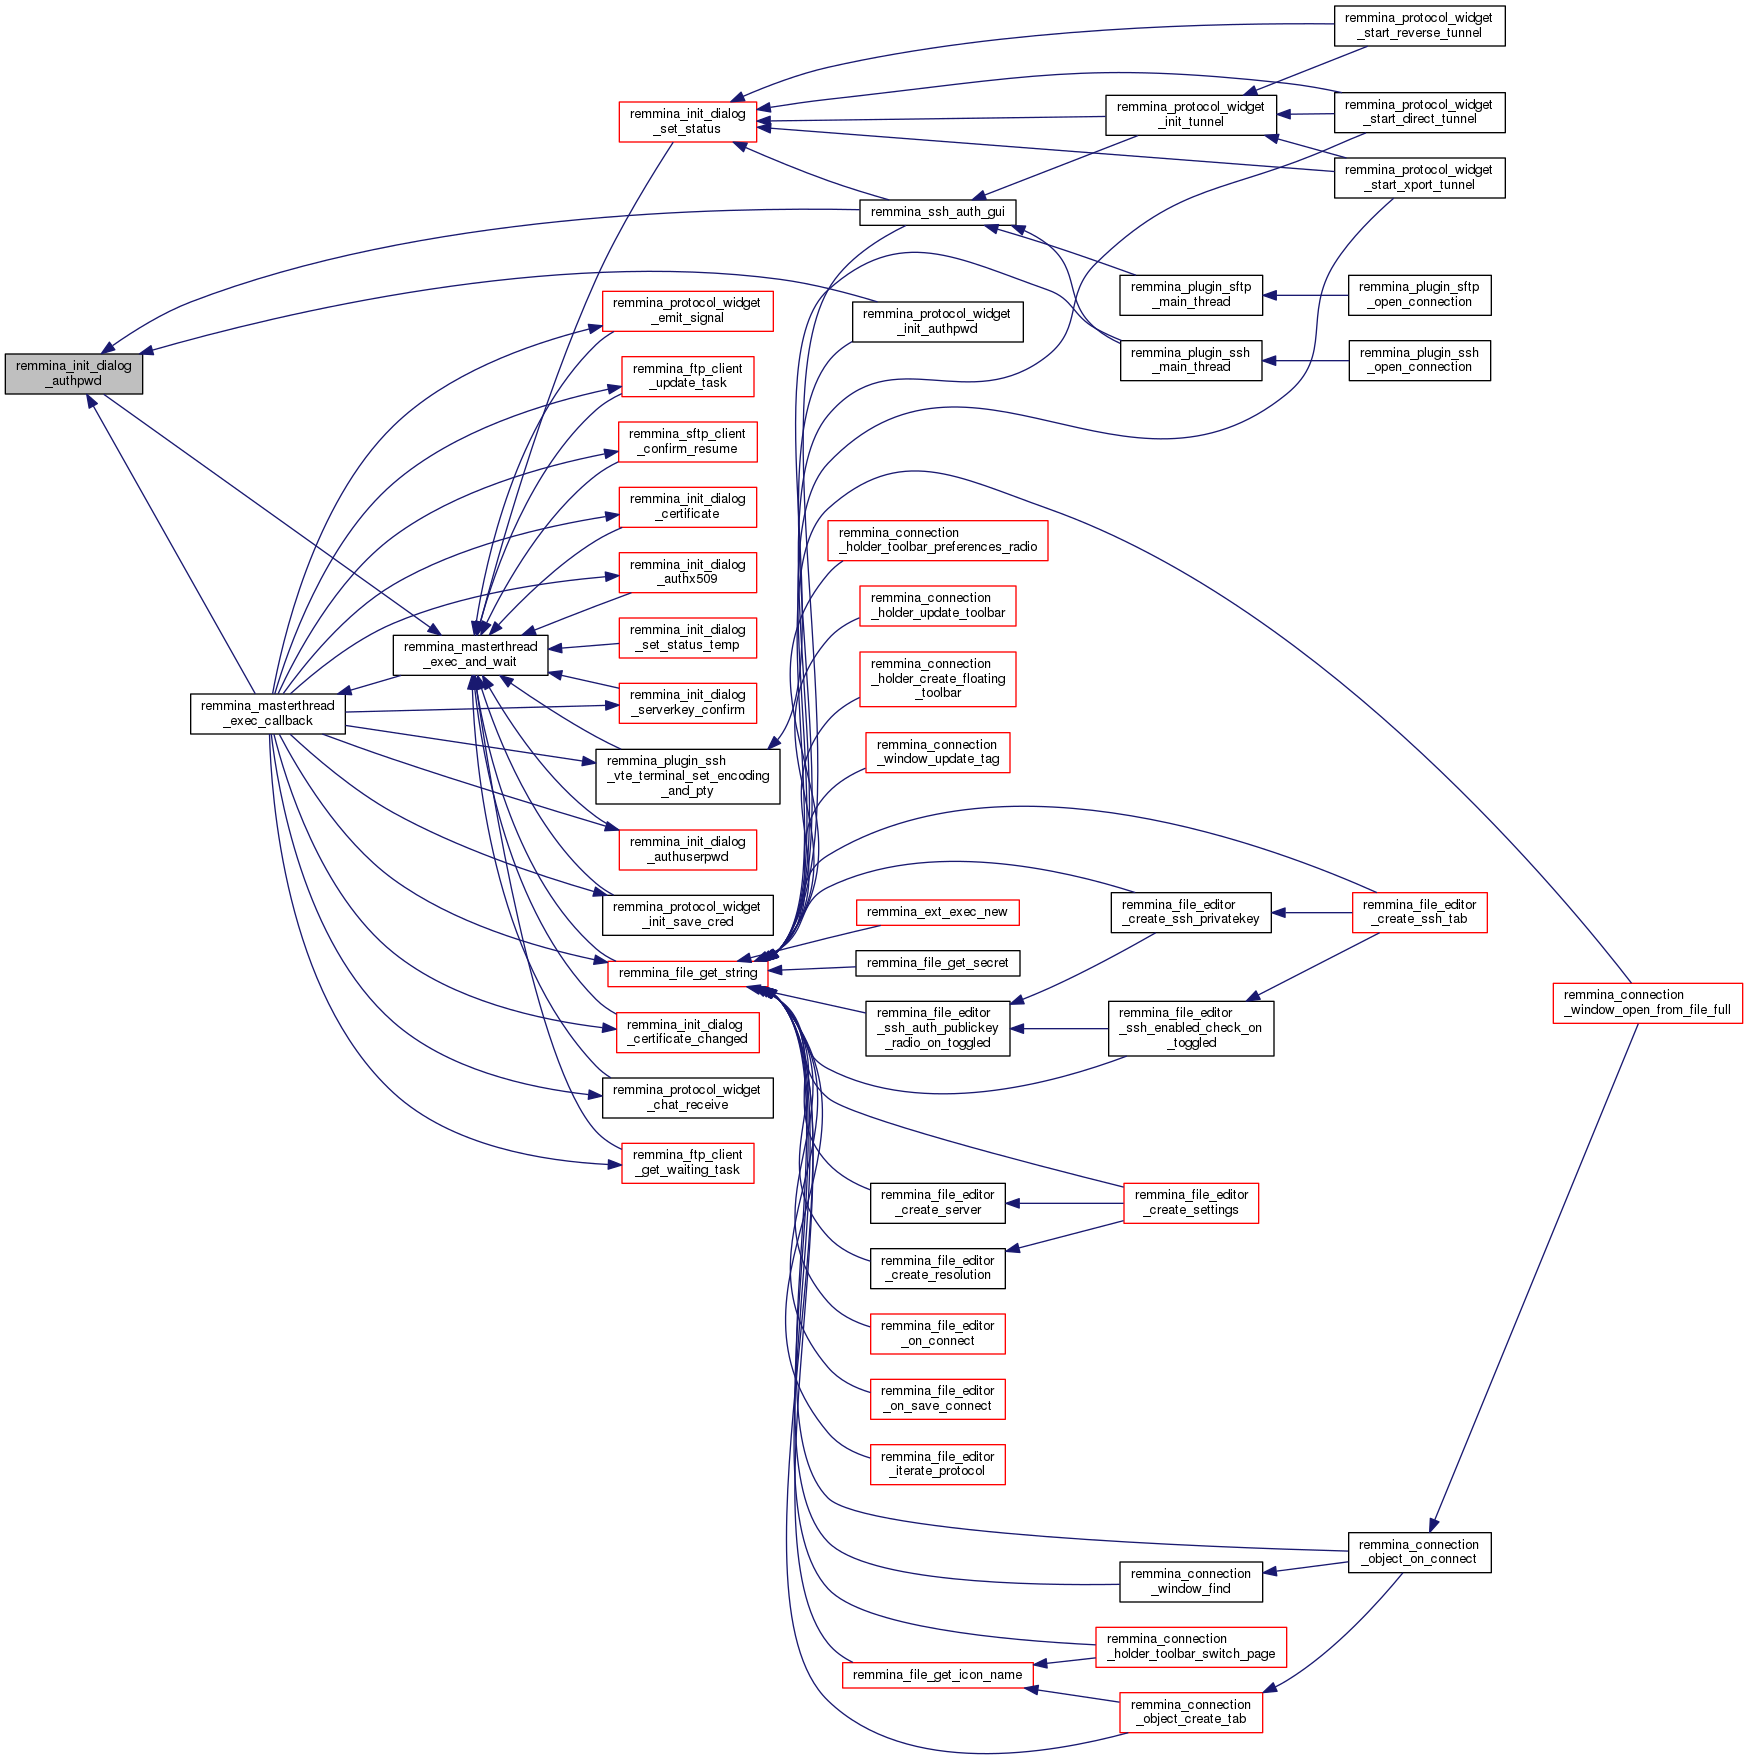 remmina_init_dialog
_authpwd
remmina_masterthread
_exec_callback
remmina_masterthread
_exec_and_wait
remmina_init_dialog
_set_status
remmina_protocol_widget
_emit_signal
remmina_ftp_client
_update_task
remmina_sftp_client
_confirm_resume
remmina_init_dialog
_certificate
remmina_init_dialog
_authx509
remmina_init_dialog
_set_status_temp
remmina_init_dialog
_serverkey_confirm
remmina_plugin_ssh
_vte_terminal_set_encoding
_and_pty
remmina_init_dialog
_authuserpwd
remmina_protocol_widget
_init_save_cred
remmina_file_get_string
remmina_init_dialog
_certificate_changed
remmina_protocol_widget
_chat_receive
remmina_ftp_client
_get_waiting_task
remmina_ssh_auth_gui
remmina_protocol_widget
_init_authpwd
remmina_connection
_holder_toolbar_preferences_radio
remmina_connection
_holder_update_toolbar
remmina_connection
_holder_create_floating
_toolbar
remmina_connection
_window_update_tag
remmina_ext_exec_new
remmina_file_get_secret
remmina_file_editor
_ssh_auth_publickey
_radio_on_toggled
remmina_file_editor
_create_server
remmina_file_editor
_create_resolution
remmina_file_editor
_on_connect
remmina_file_editor
_on_save_connect
remmina_file_editor
_iterate_protocol
remmina_file_get_icon_name
remmina_protocol_widget
_init_tunnel
remmina_plugin_sftp
_main_thread
remmina_plugin_ssh
_main_thread
remmina_file_editor
_create_ssh_privatekey
remmina_file_editor
_ssh_enabled_check_on
_toggled
remmina_file_editor
_create_settings
remmina_connection
_window_find
remmina_connection
_holder_toolbar_switch_page
remmina_connection
_object_create_tab
remmina_protocol_widget
_start_reverse_tunnel
remmina_protocol_widget
_start_direct_tunnel
remmina_protocol_widget
_start_xport_tunnel
remmina_plugin_sftp
_open_connection
remmina_plugin_ssh
_open_connection
remmina_file_editor
_create_ssh_tab
remmina_connection
_object_on_connect
remmina_connection
_window_open_from_file_full